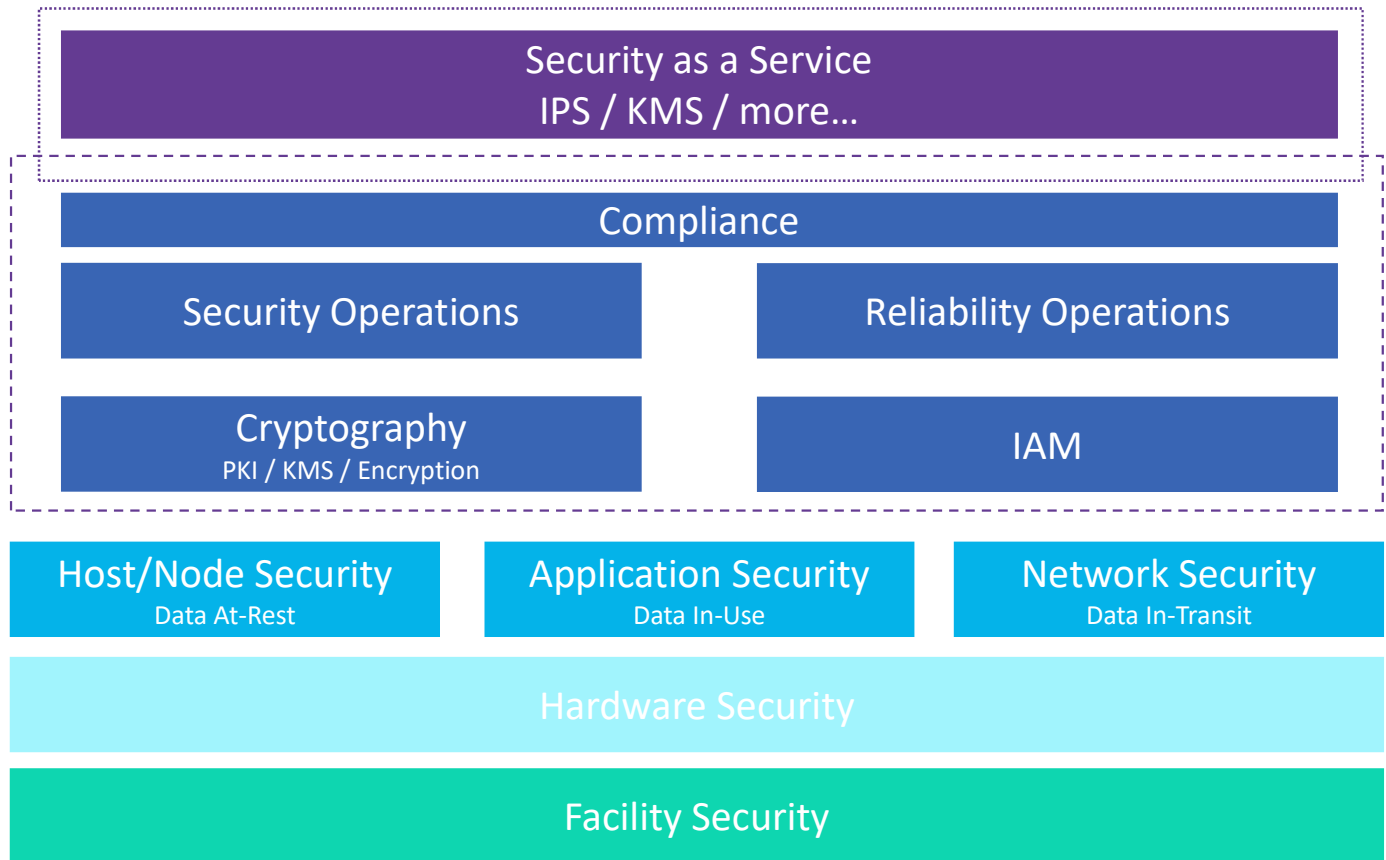 Security as a Service
IPS / KMS / more…
Compliance
Security Operations
Reliability Operations
Cryptography
PKI / KMS / Encryption
IAM
Host/Node Security
Data At-Rest
Application Security
Data In-Use
Network Security
Data In-Transit
Hardware Security
Facility Security